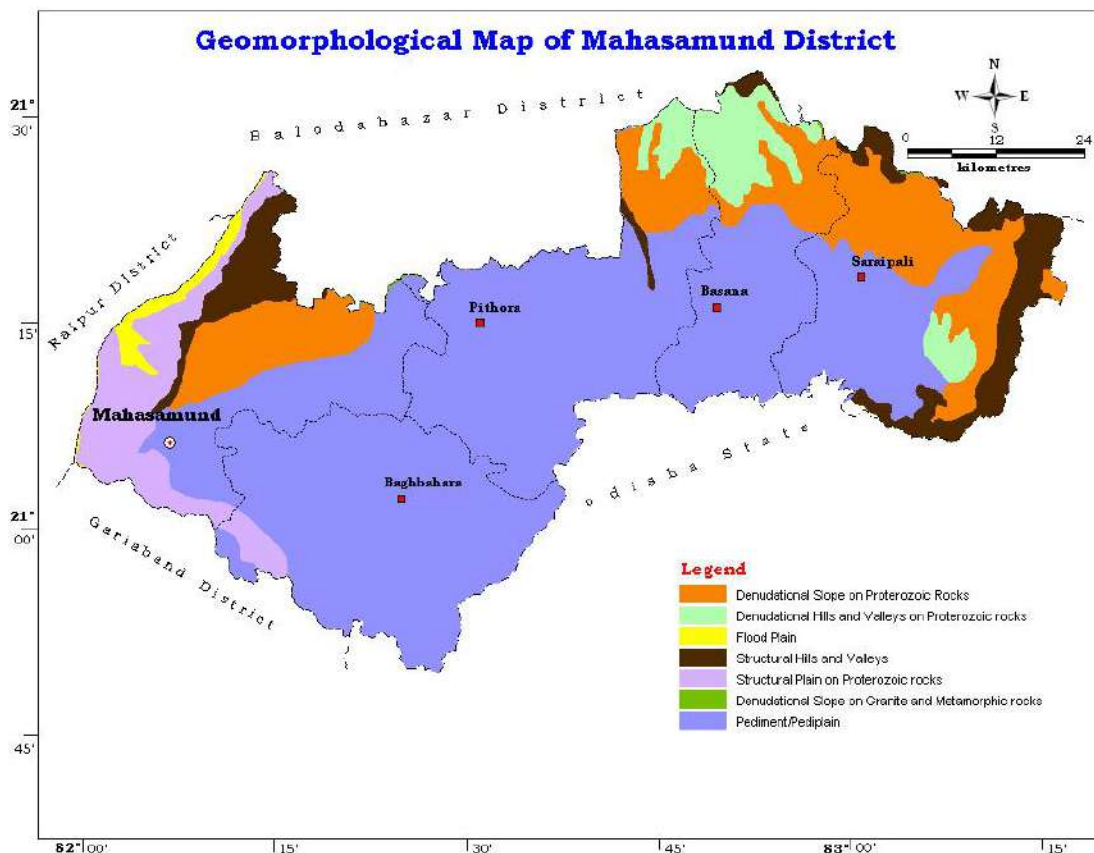 Geomorphological Map of Mahasamund District
N
W E
S
0 12 24
kilometres
21°
30'
15'
21°
00'
45'
82° 00' 15' 30' 45' 83° 00' 15'
Balodabazar District
Raipur District
Saraipali
Basana
Pithora
Mahasamund
Baghbahara
Odisha State
Gariaband District
Legend
Denudational Slope on Proterozoic Rocks
Denudational Hills and Valleys on Proterozoic rocks
Flood Plain
Structural Hills and Valleys
Structural Plain on Proterozoic rocks
Denudational Slope on Granite and Metamorphic rocks
Pediment/Pediplain